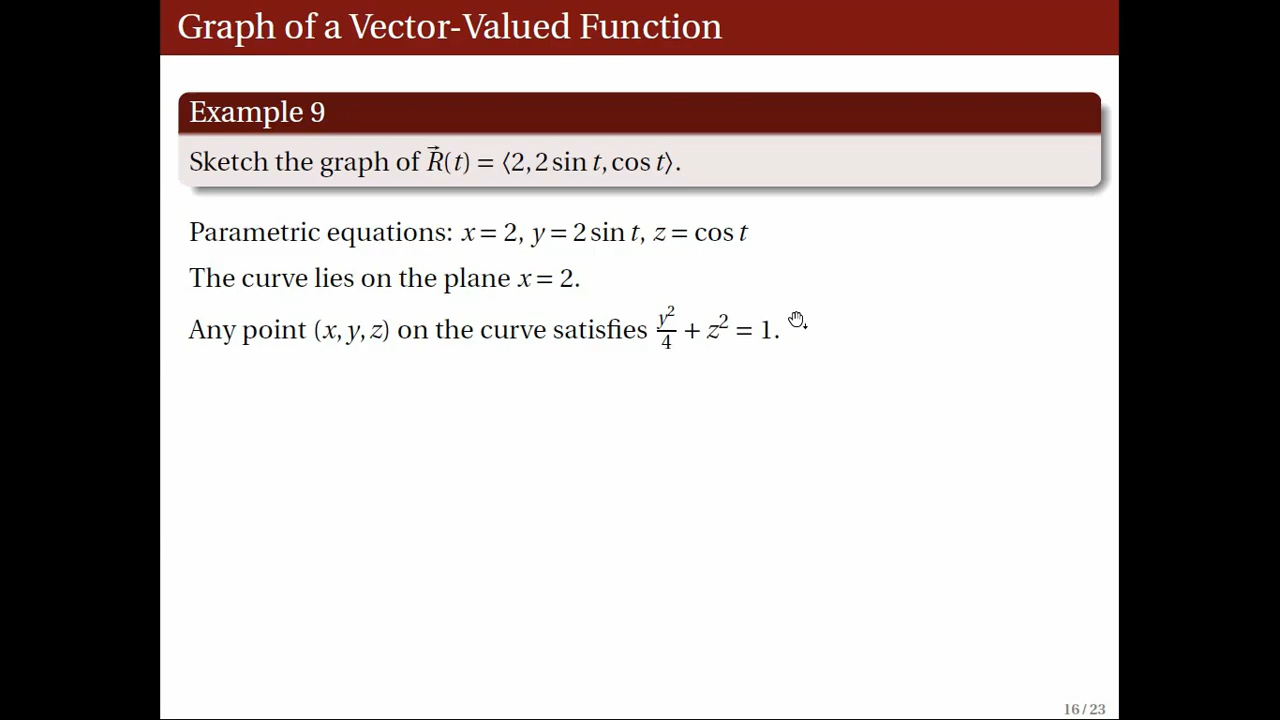 Graph of a Vector-Valued Function
Example 9
Sketch the graph of R⃗(t) = ⟨2, 2 sin t, cos t⟩.
Parametric equations: x = 2, y = 2 sin t, z = cos t
The curve lies on the plane x = 2.
Any point (x, y, z) on the curve satisfies y²/4 + z² = 1.
16 / 23